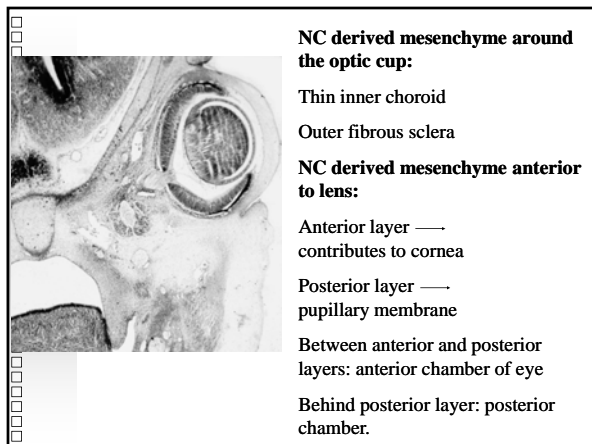 NC derived mesenchyme around
the optic cup:
Thin inner choroid
Outer fibrous sclera
NC derived mesenchyme anterior
to lens:
Anterior layer →
contributes to cornea
Posterior layer →
pupillary membrane
Between anterior and posterior
layers: anterior chamber of eye
Behind posterior layer: posterior
chamber.